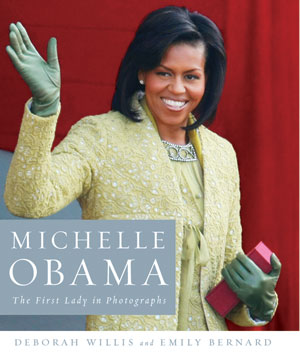 MICHELLE
OBAMA
The First Lady in Photographs
DEBORAH WILLIS and EMILY BERNARD